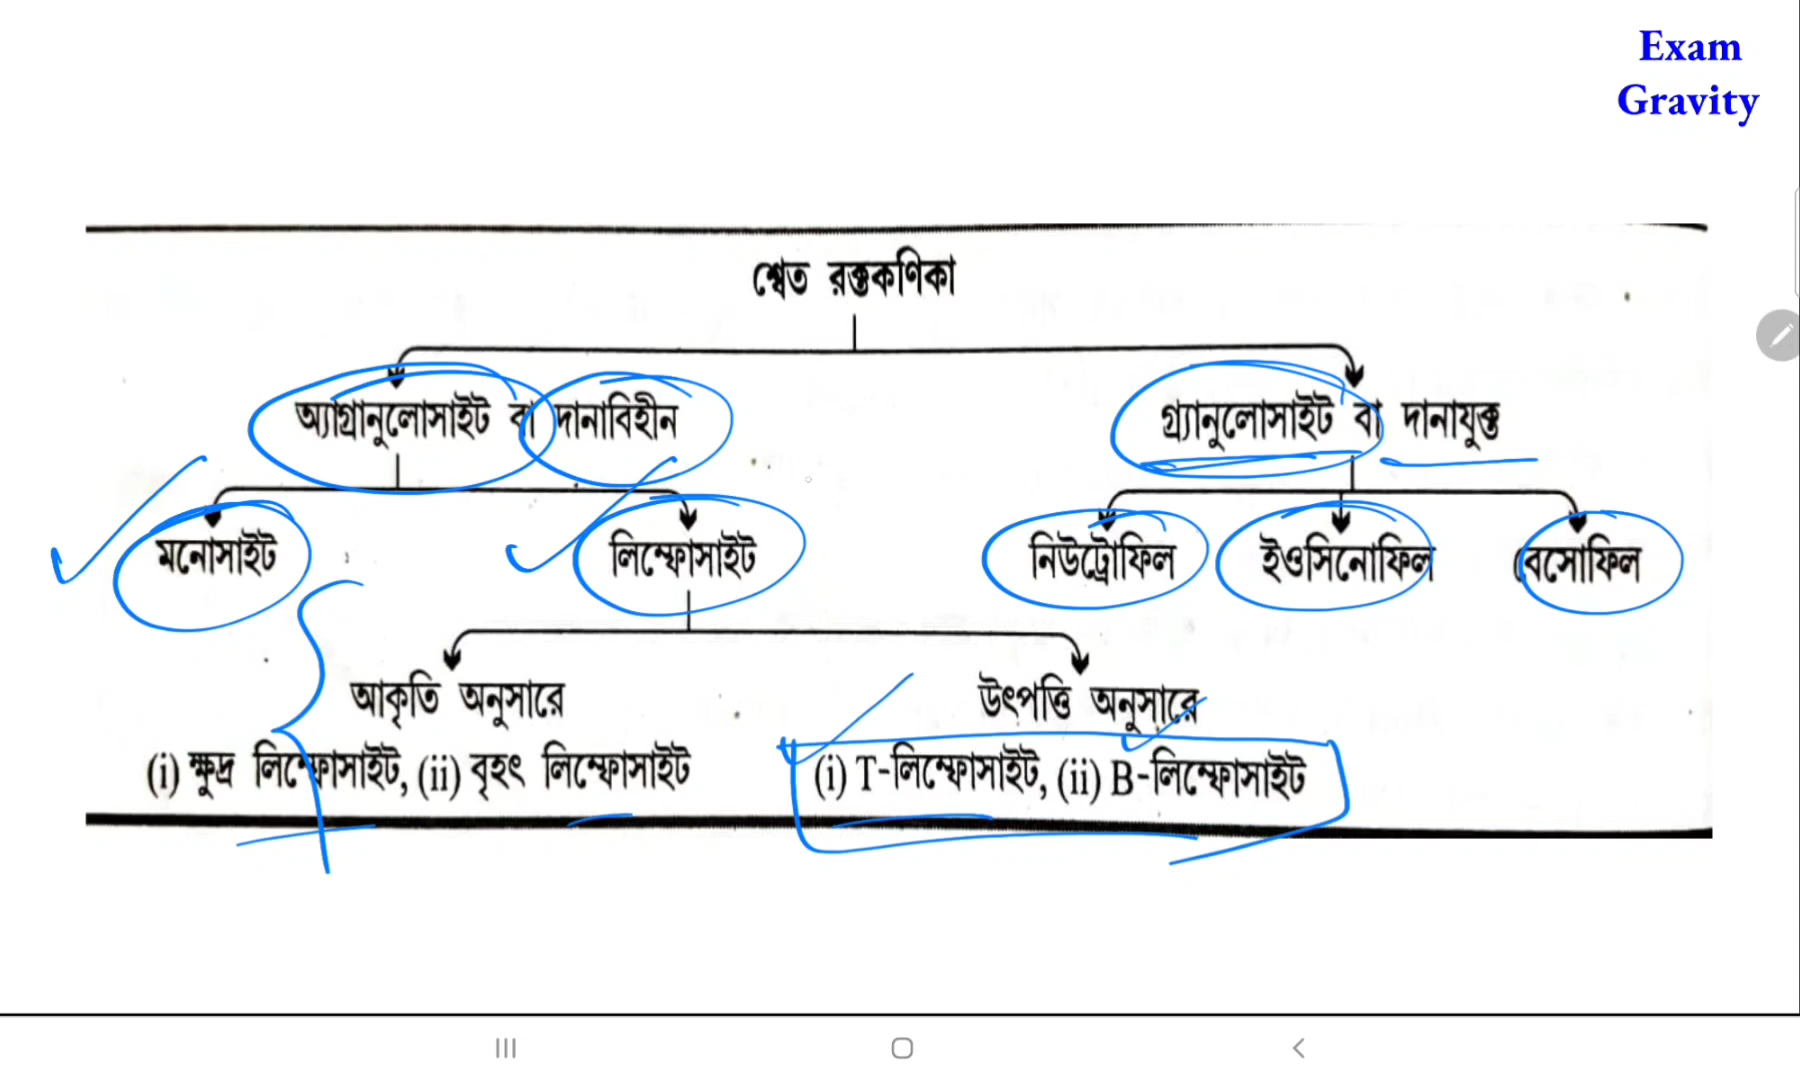 Exam
Gravity
শ্বেত রক্তকণিকা
অ্যাগ্রানুলোসাইট বা দানাবিহীন
গ্র্যানুলোসাইট বা দানাযুক্ত
মনোসাইট
লিম্ফোসাইট
নিউট্রোফিল
ইওসিনোফিল
বেসোফিল
আকৃতি অনুসারে
উৎপত্তি অনুসারে
(i) ক্ষুদ্র লিম্ফোসাইট, (ii) বৃহৎ লিম্ফোসাইট
(i) T-লিম্ফোসাইট, (ii) B-লিম্ফোসাইট